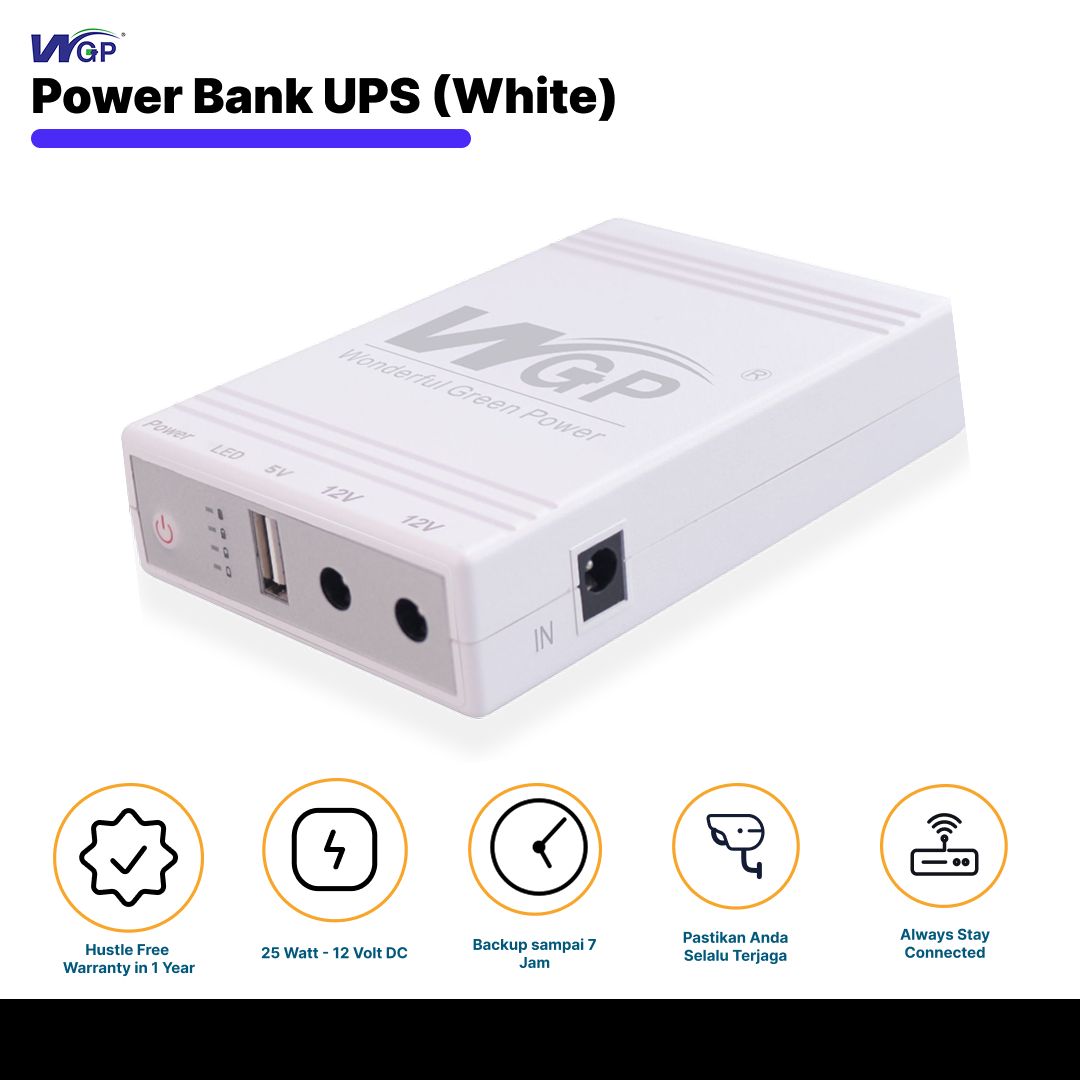 WGP®
Power Bank UPS (White)
WGP ®
Wonderful Green Power
Power LED 5V 12V 12V
IN
Hustle Free
Warranty in 1 Year
25 Watt - 12 Volt DC
Backup sampai 7
Jam
Pastikan Anda
Selalu Terjaga
Always Stay
Connected